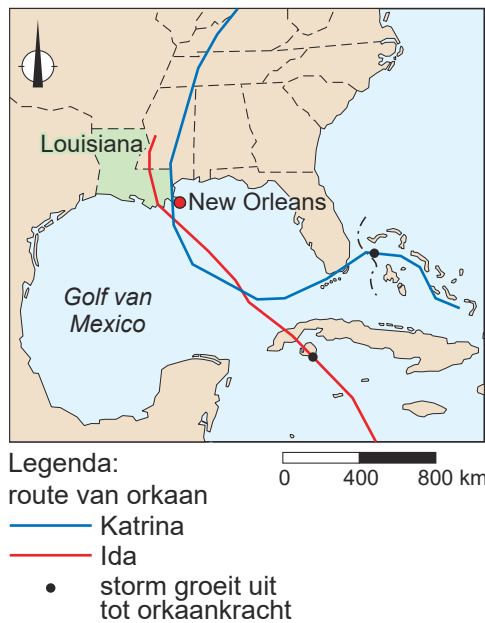 Louisiana
New Orleans
Golf van
Mexico
Legenda:
route van orkaan
Katrina
Ida
storm groeit uit
tot orkaankracht
0 400 800 km